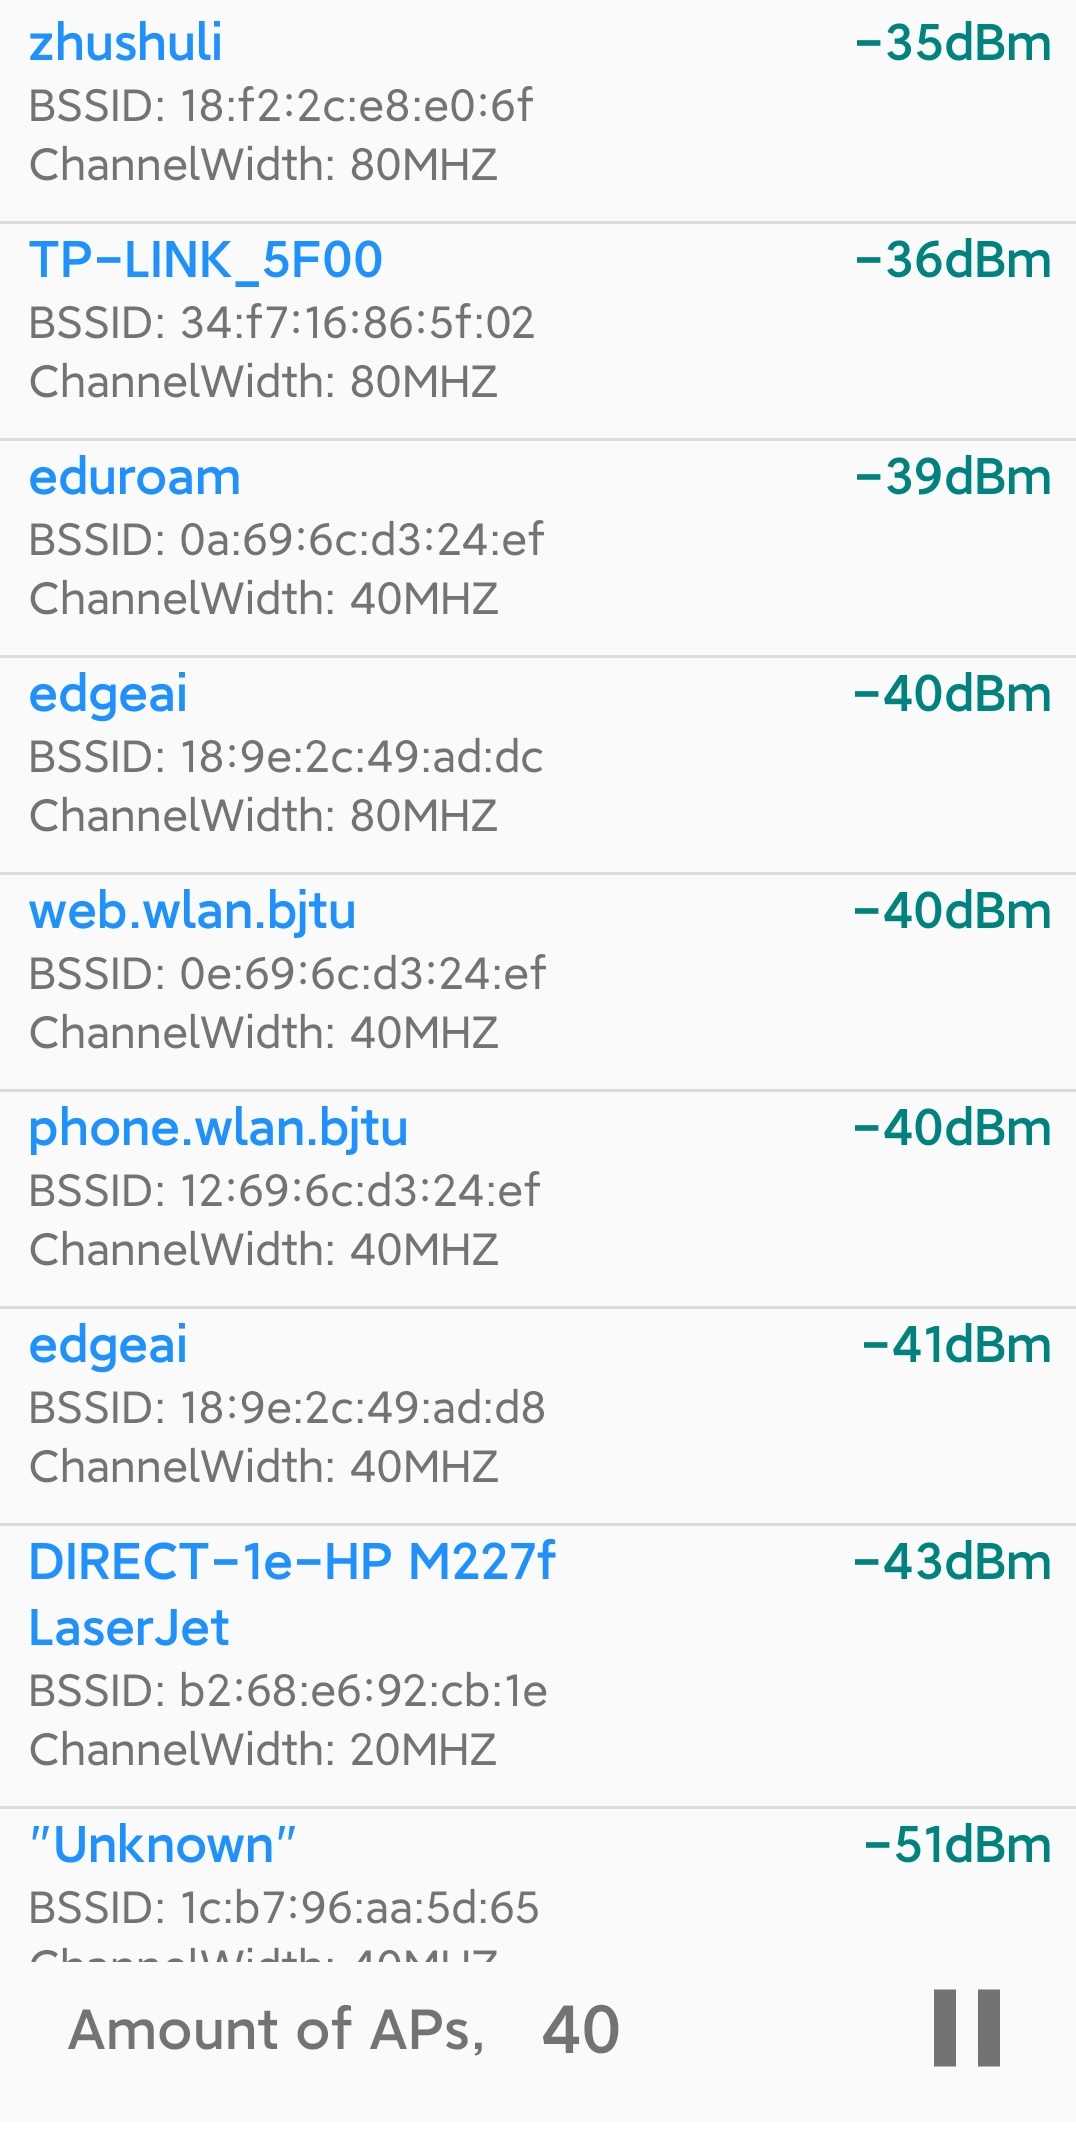 zhushuli -35dBm
BSSID: 18:f2:2c:e8:e0:6f
ChannelWidth: 80MHZ
TP-LINK_5F00 -36dBm
BSSID: 34:f7:16:86:5f:02
ChannelWidth: 80MHZ
eduroam -39dBm
BSSID: 0a:69:6c:d3:24:ef
ChannelWidth: 40MHZ
edgeai -40dBm
BSSID: 18:9e:2c:49:ad:dc
ChannelWidth: 80MHZ
web.wlan.bjtu -40dBm
BSSID: 0e:69:6c:d3:24:ef
ChannelWidth: 40MHZ
phone.wlan.bjtu -40dBm
BSSID: 12:69:6c:d3:24:ef
ChannelWidth: 40MHZ
edgeai -41dBm
BSSID: 18:9e:2c:49:ad:d8
ChannelWidth: 40MHZ
DIRECT-1e-HP M227f -43dBm
LaserJet
BSSID: b2:68:e6:92:cb:1e
ChannelWidth: 20MHZ
"Unknown" -51dBm
BSSID: 1c:b7:96:aa:5d:65
ChannelWidth: 40MHZ
Amount of APs, 40